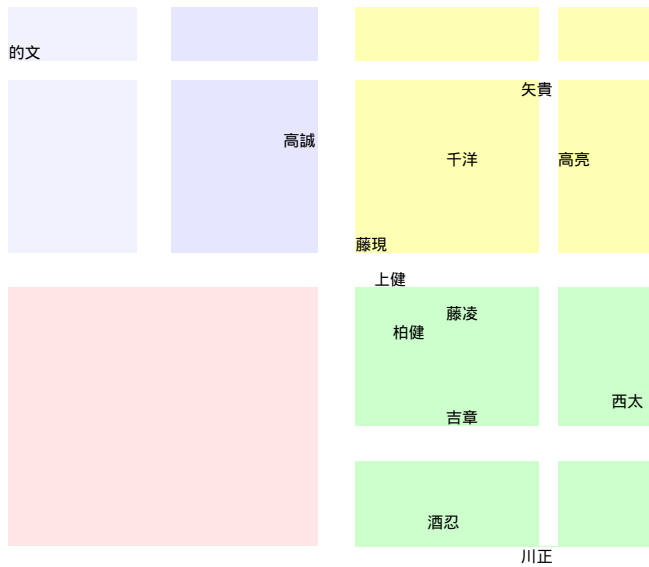 的文
矢貴
高誠
千洋
高亮
藤現
上健
藤凌
柏健
西太
吉章
酒忍
川正